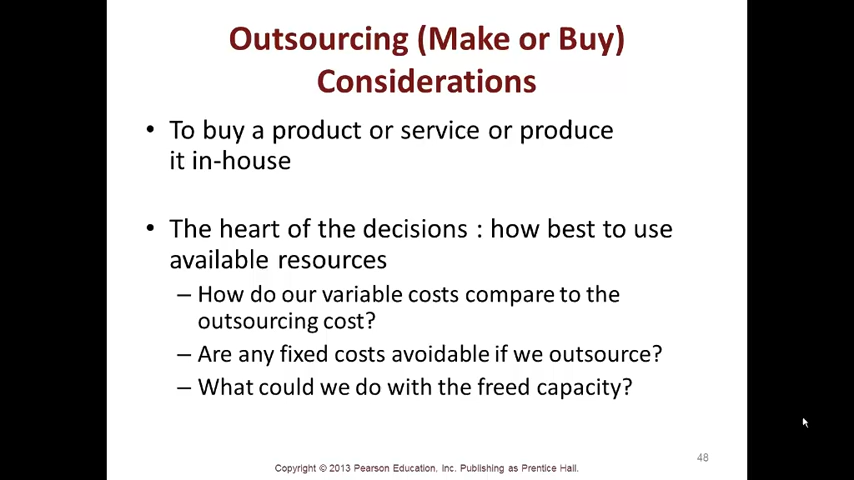 Outsourcing (Make or Buy)
Considerations
• To buy a product or service or produce
it in-house
• The heart of the decisions : how best to use
available resources
– How do our variable costs compare to the
outsourcing cost?
– Are any fixed costs avoidable if we outsource?
– What could we do with the freed capacity?
48
Copyright © 2013 Pearson Education. Inc. Publishing as Prentice Hall.